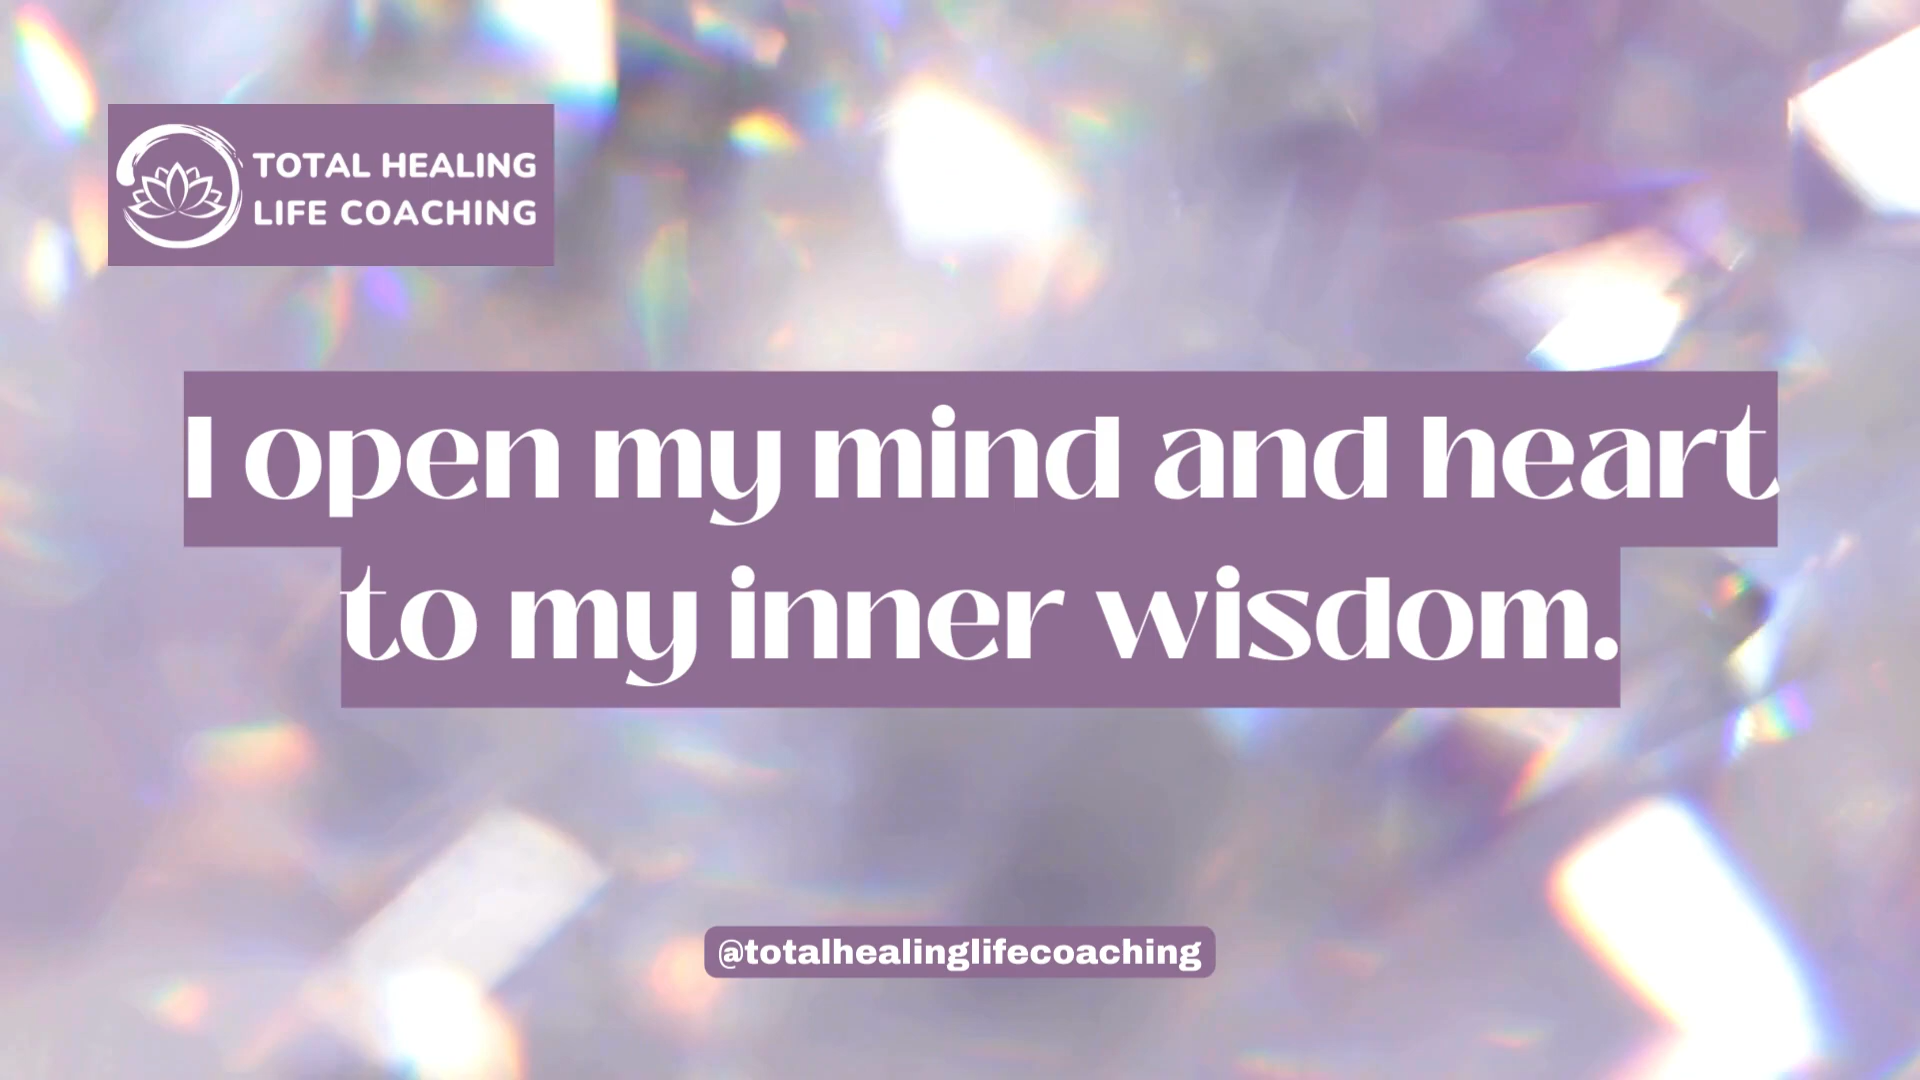 TOTAL HEALING
LIFE COACHING
I open my mind and heart
to my inner wisdom.
@totalhealinglifecoaching